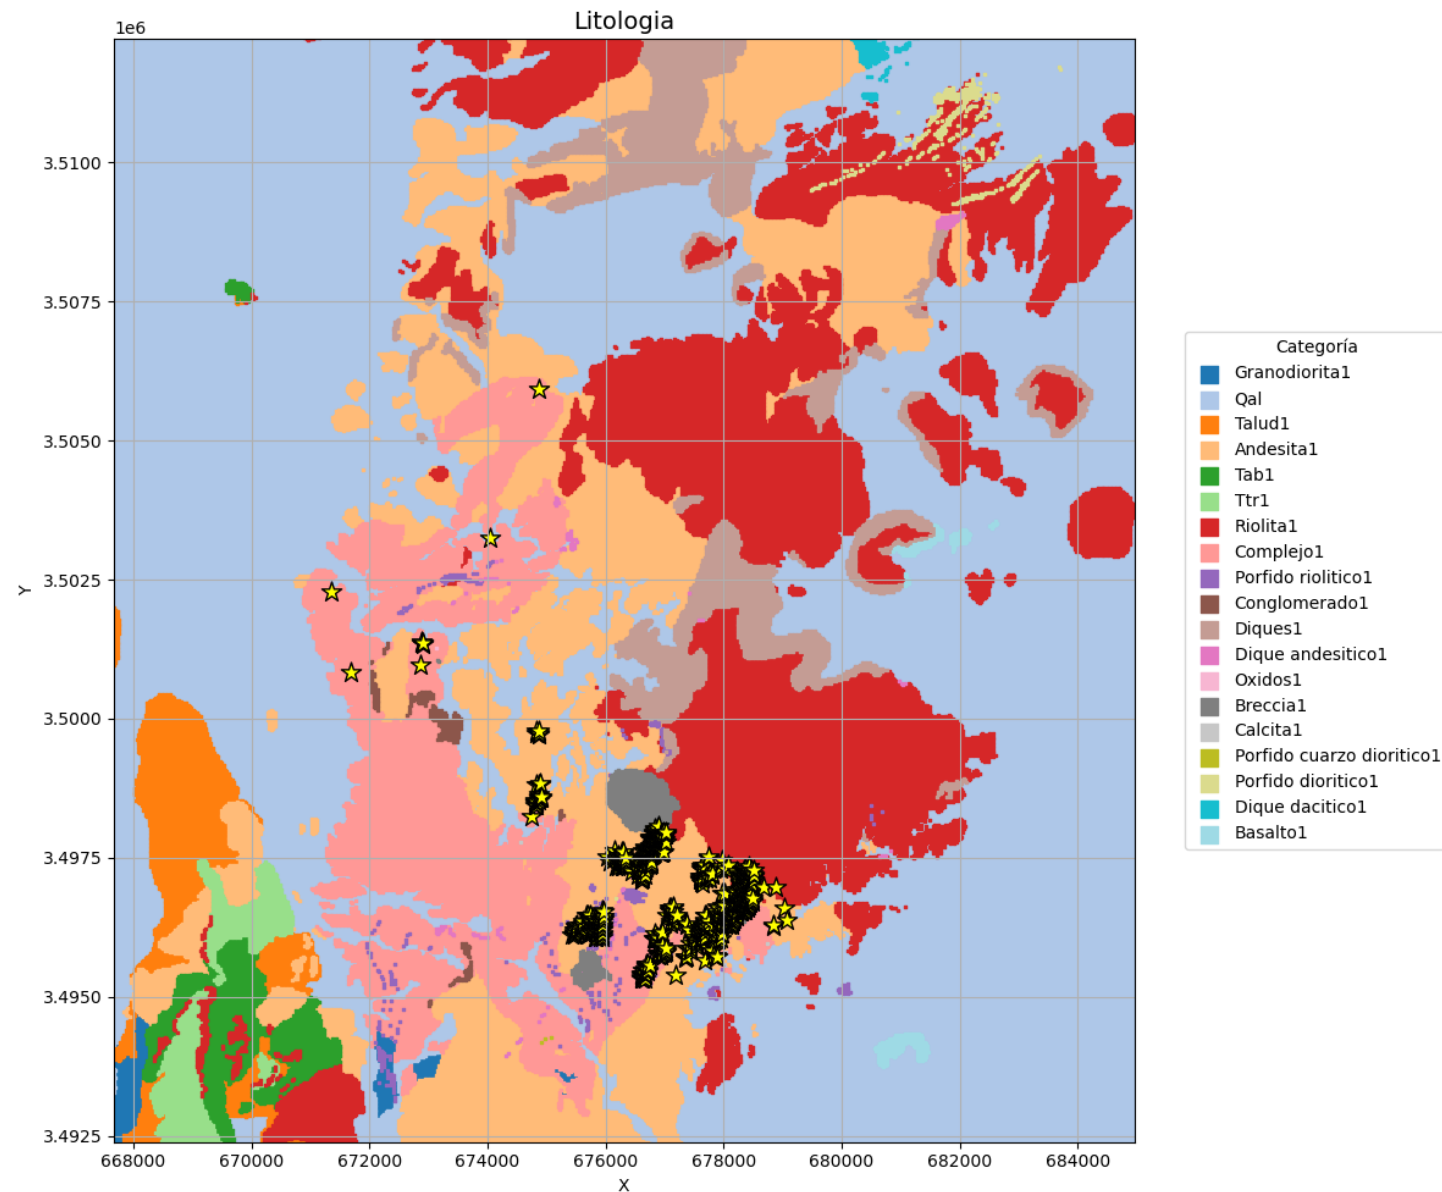 Litologia
1e6
3.5100
3.5075
3.5050
3.5025
3.5000
3.4975
3.4950
3.4925
Y
668000 670000 672000 674000 676000 678000 680000 682000 684000
X
Categoría
Granodiorita1
Qal
Talud1
Andesita1
Tab1
Ttr1
Riolita1
Complejo1
Porfido riolitico1
Conglomerado1
Diques1
Dique andesitico1
Oxidos1
Breccia1
Calcita1
Porfido cuarzo dioritico1
Porfido dioritico1
Dique dacitico1
Basalto1